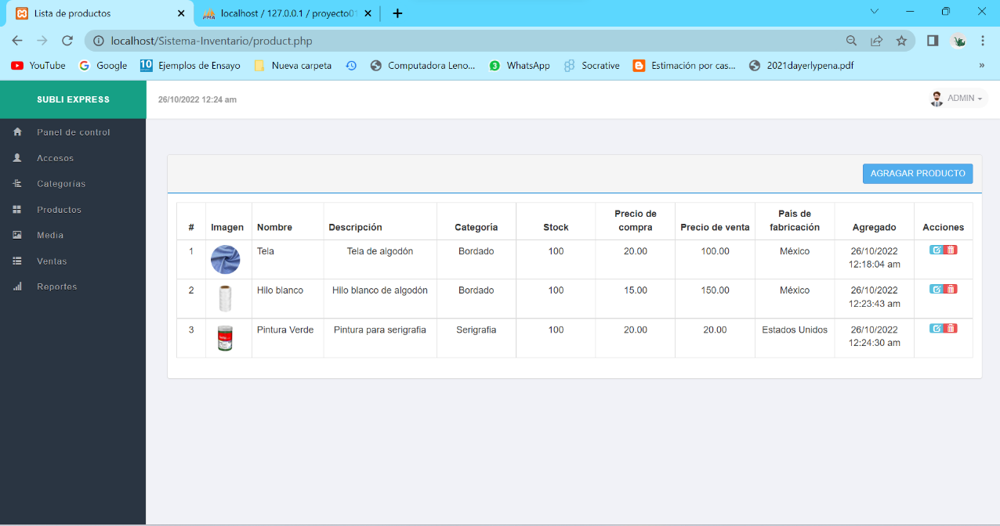 Lista de productos
localhost / 127.0.0.1 / proyecto01
localhost/Sistema-Inventario/product.php
YouTube
Google
10 Ejemplos de Ensayo
Nueva carpeta
Computadora Leno...
3 WhatsApp
Socrative
Estimación por cas...
2021dayerlypena.pdf
»
SUBLI EXPRESS
26/10/2022 12:24 am
ADMIN
Panel de control
Accesos
Categorías
Productos
Media
Ventas
Reportes
AGRAGAR PRODUCTO
# Imagen Nombre Descripción Categoría Stock Precio de compra Precio de venta País de fabricación Agregado Acciones
1 Tela Tela de algodón Bordado 100 20.00 100.00 México 26/10/2022 12:18:04 am
2 Hilo blanco Hilo blanco de algodón Bordado 100 15.00 150.00 México 26/10/2022 12:23:43 am
3 Pintura Verde Pintura para serigrafia Serigrafia 100 20.00 20.00 Estados Unidos 26/10/2022 12:24:30 am